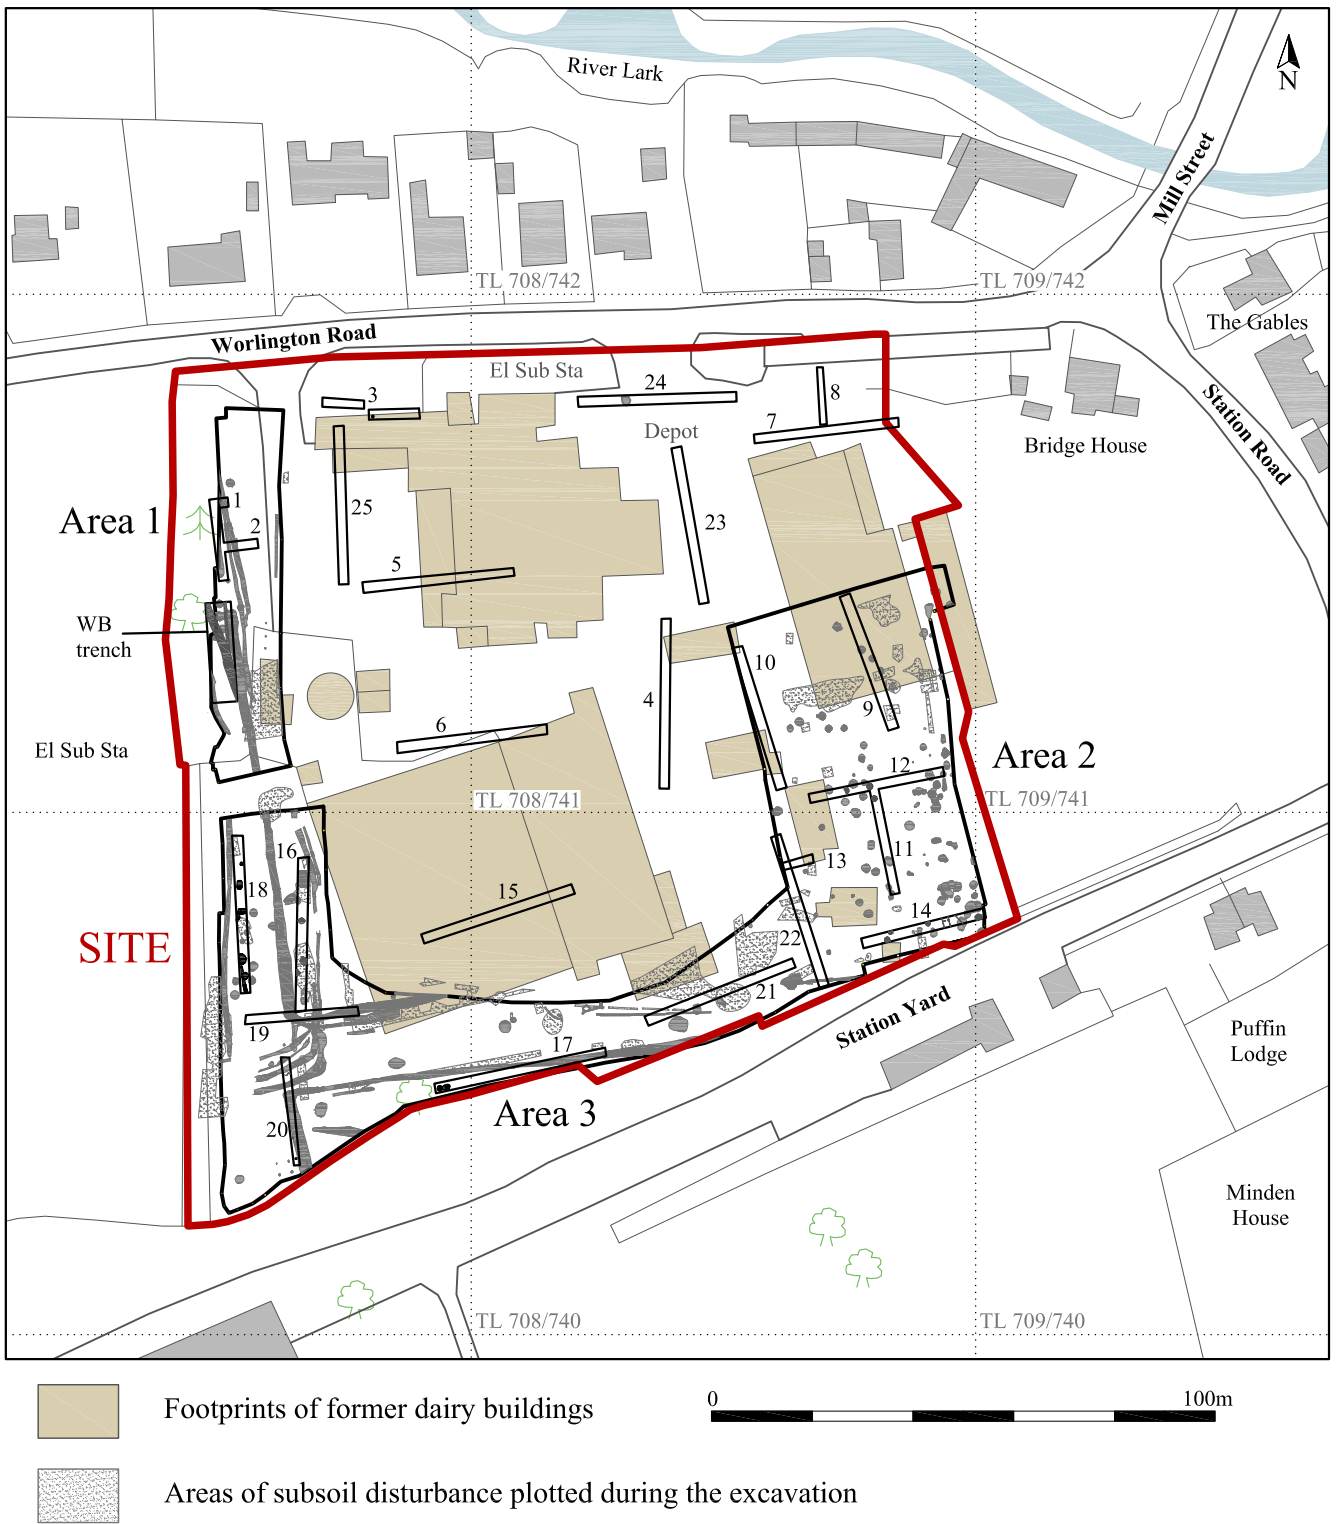 River Lark
N
Mill Street
TL 708/742
TL 709/742
The Gables
Worlington Road
El Sub Sta
24
8
3
7
Station Road
Depot
Bridge House
1
Area 1
2
25
23
5
WB
trench
10
4
9
6
El Sub Sta
Area 2
12
TL 708/741
TL 709/741
16
11
13
18
15
14
SITE
22
21
Station Yard
19
17
Puffin
Lodge
Area 3
20
Minden
House
TL 708/740
TL 709/740
0
100m
Footprints of former dairy buildings
Areas of subsoil disturbance plotted during the excavation